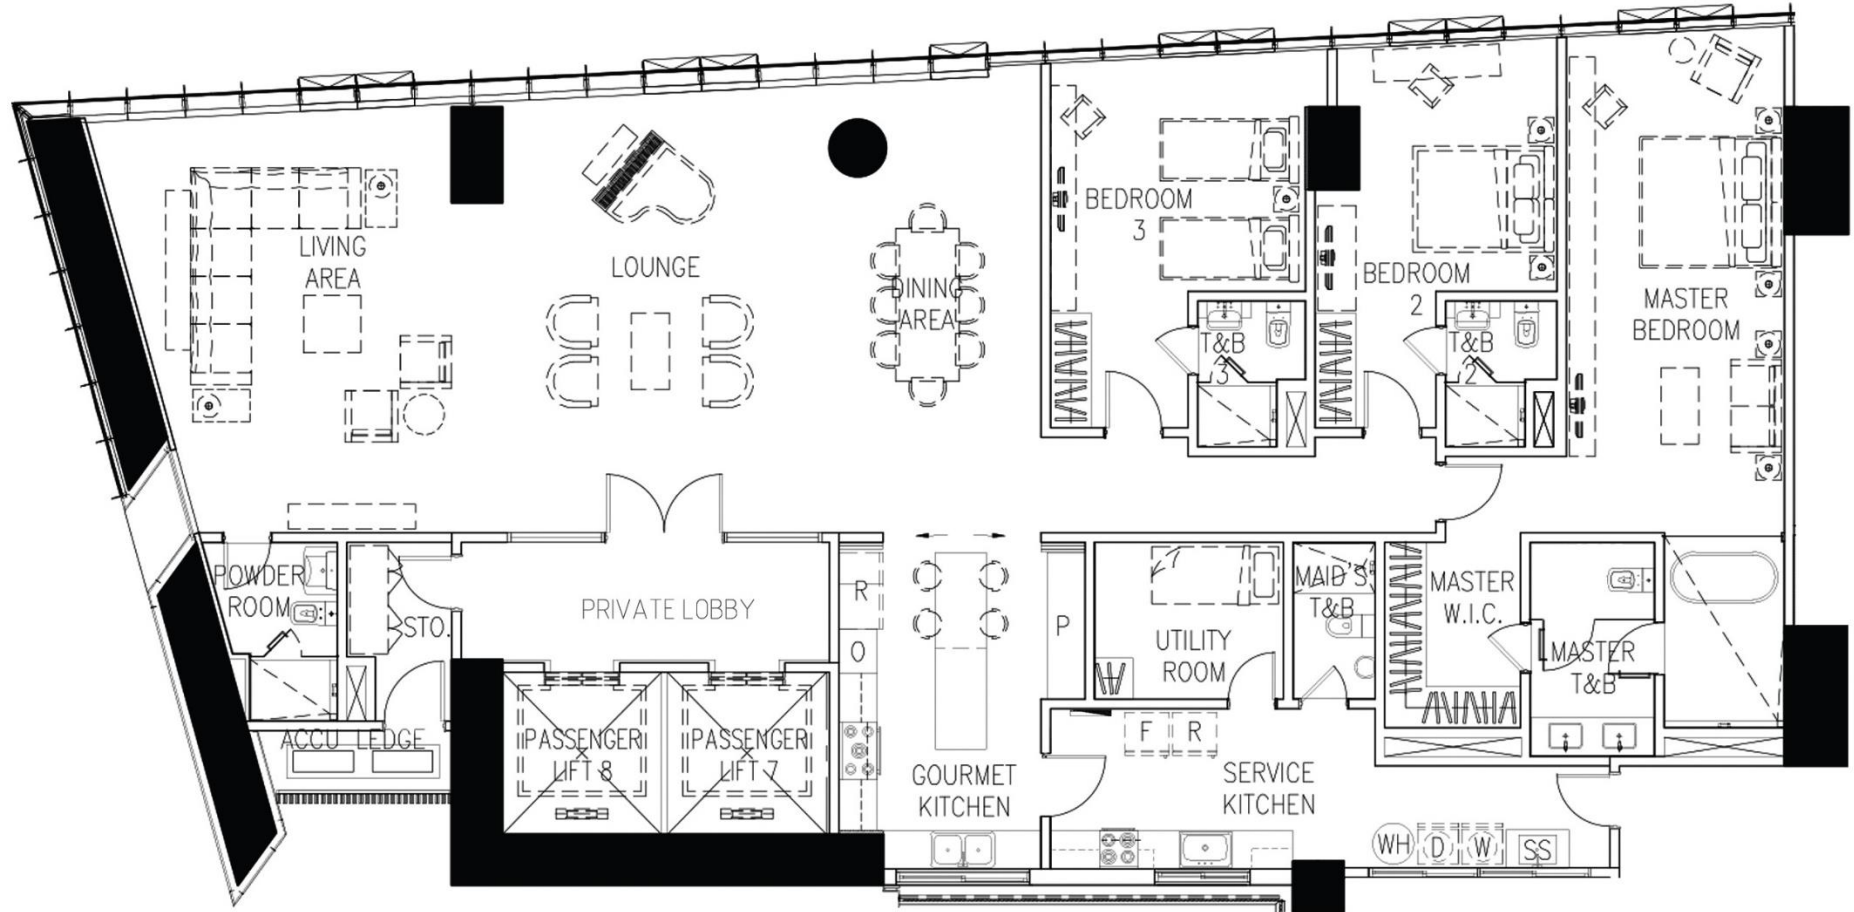 BEDROOM
3
LIVING
AREA
LOUNGE
DINING
AREA
BEDROOM
2
MASTER
BEDROOM
T&B
3
T&B
2
POWDER
ROOM
STO.
PRIVATE LOBBY
R
O
P
UTILITY
ROOM
MAID'S
T&B
MASTER
W.I.C.
MASTER
T&B
ACCU LEDGE
PASSENGER
LIFT 8
PASSENGER
LIFT 7
GOURMET
KITCHEN
F
R
SERVICE
KITCHEN
WH
D
W
SS